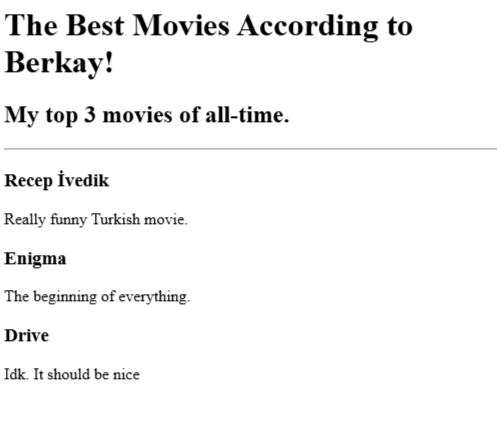 The Best Movies According to
Berkay!
My top 3 movies of all-time.
Recep İvedik
Really funny Turkish movie.
Enigma
The beginning of everything.
Drive
Idk. It should be nice